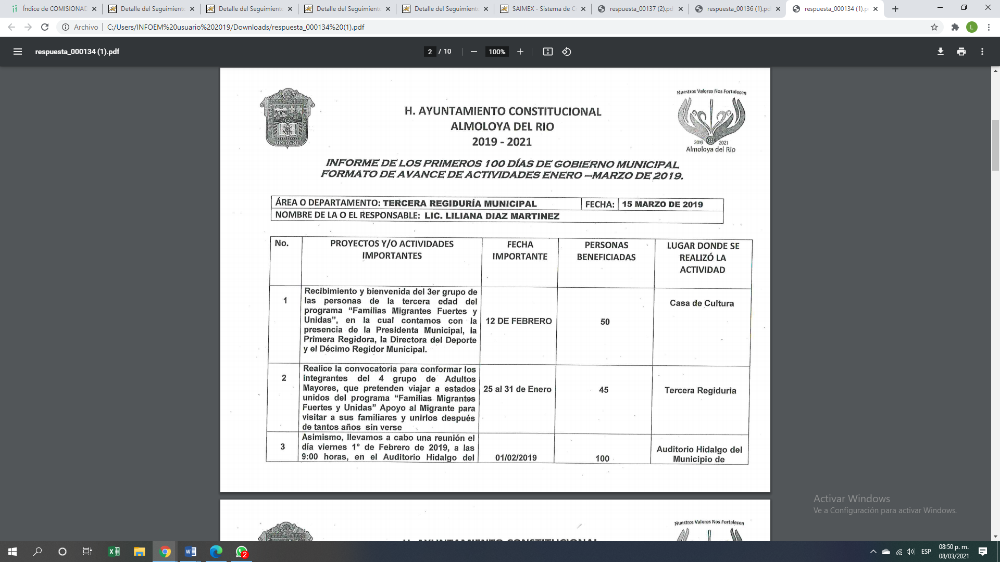 Índice de COMISIONAD
Detalle del Seguimiento
Detalle del Seguimiento
Detalle del Seguimiento
Detalle del Seguimiento
SAIMEX - Sistema de C
respuesta_00137 (2).pd
respuesta_00136 (1).pd
respuesta_000134 (1).p
Archivo
C:/Users/INFOEM%20usuario%202019/Downloads/respuesta_000134%20(1).pdf
L
respuesta_000134 (1).pdf
2 / 10
100%
Nuestros Valores Nos Fortalecen
2019 2021
Almoloya del Rio
H. AYUNTAMIENTO CONSTITUCIONAL
ALMOLOYA DEL RIO
2019 - 2021
INFORME DE LOS PRIMEROS 100 DÍAS DE GOBIERNO MUNICIPAL
FORMATO DE AVANCE DE ACTIVIDADES ENERO –MARZO DE 2019.
ÁREA O DEPARTAMENTO: TERCERA REGIDURÍA MUNICIPAL FECHA: 15 MARZO DE 2019
NOMBRE DE LA O EL RESPONSABLE: LIC. LILIANA DIAZ MARTINEZ
No.
PROYECTOS Y/O ACTIVIDADES
IMPORTANTES
FECHA
IMPORTANTE
PERSONAS
BENEFICIADAS
LUGAR DONDE SE
REALIZÓ LA
ACTIVIDAD
1
Recibimiento y bienvenida del 3er grupo de
las personas de la tercera edad del
programa “Familias Migrantes Fuertes y
Unidas”, en la cual contamos con la
presencia de la Presidenta Municipal, la
Primera Regidora, la Directora del Deporte
y el Décimo Regidor Municipal.
12 DE FEBRERO
50
Casa de Cultura
2
Realice la convocatoria para conformar los
integrantes del 4 grupo de Adultos
Mayores, que pretenden viajar a estados
unidos del programa “Familias Migrantes
Fuertes y Unidas” Apoyo al Migrante para
visitar a sus familiares y unirlos después
de tantos años sin verse
25 al 31 de Enero
45
Tercera Regiduria
3
Asimismo, llevamos a cabo una reunión el
día viernes 1° de Febrero de 2019, a las
9:00 horas, en el Auditorio Hidalgo del
01/02/2019
100
Auditorio Hidalgo del
Municipio de
Nuestros Valores Nos Fortalecen
H. AYUNTAMIENTO CONSTITUCIONAL
Activar Windows
Ve a Configuración para activar Windows.
2
ESP
08:50 p. m.
08/03/2021